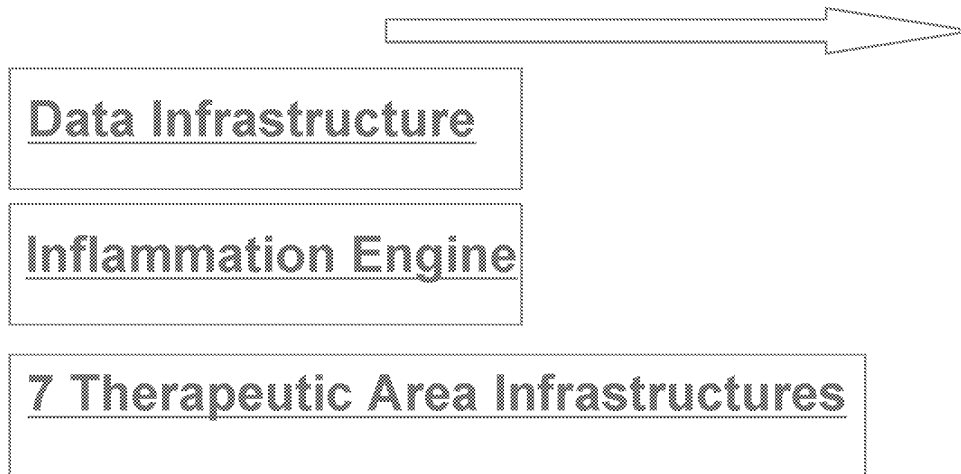 Data Infrastructure
Inflammation Engine
7 Therapeutic Area Infrastructures